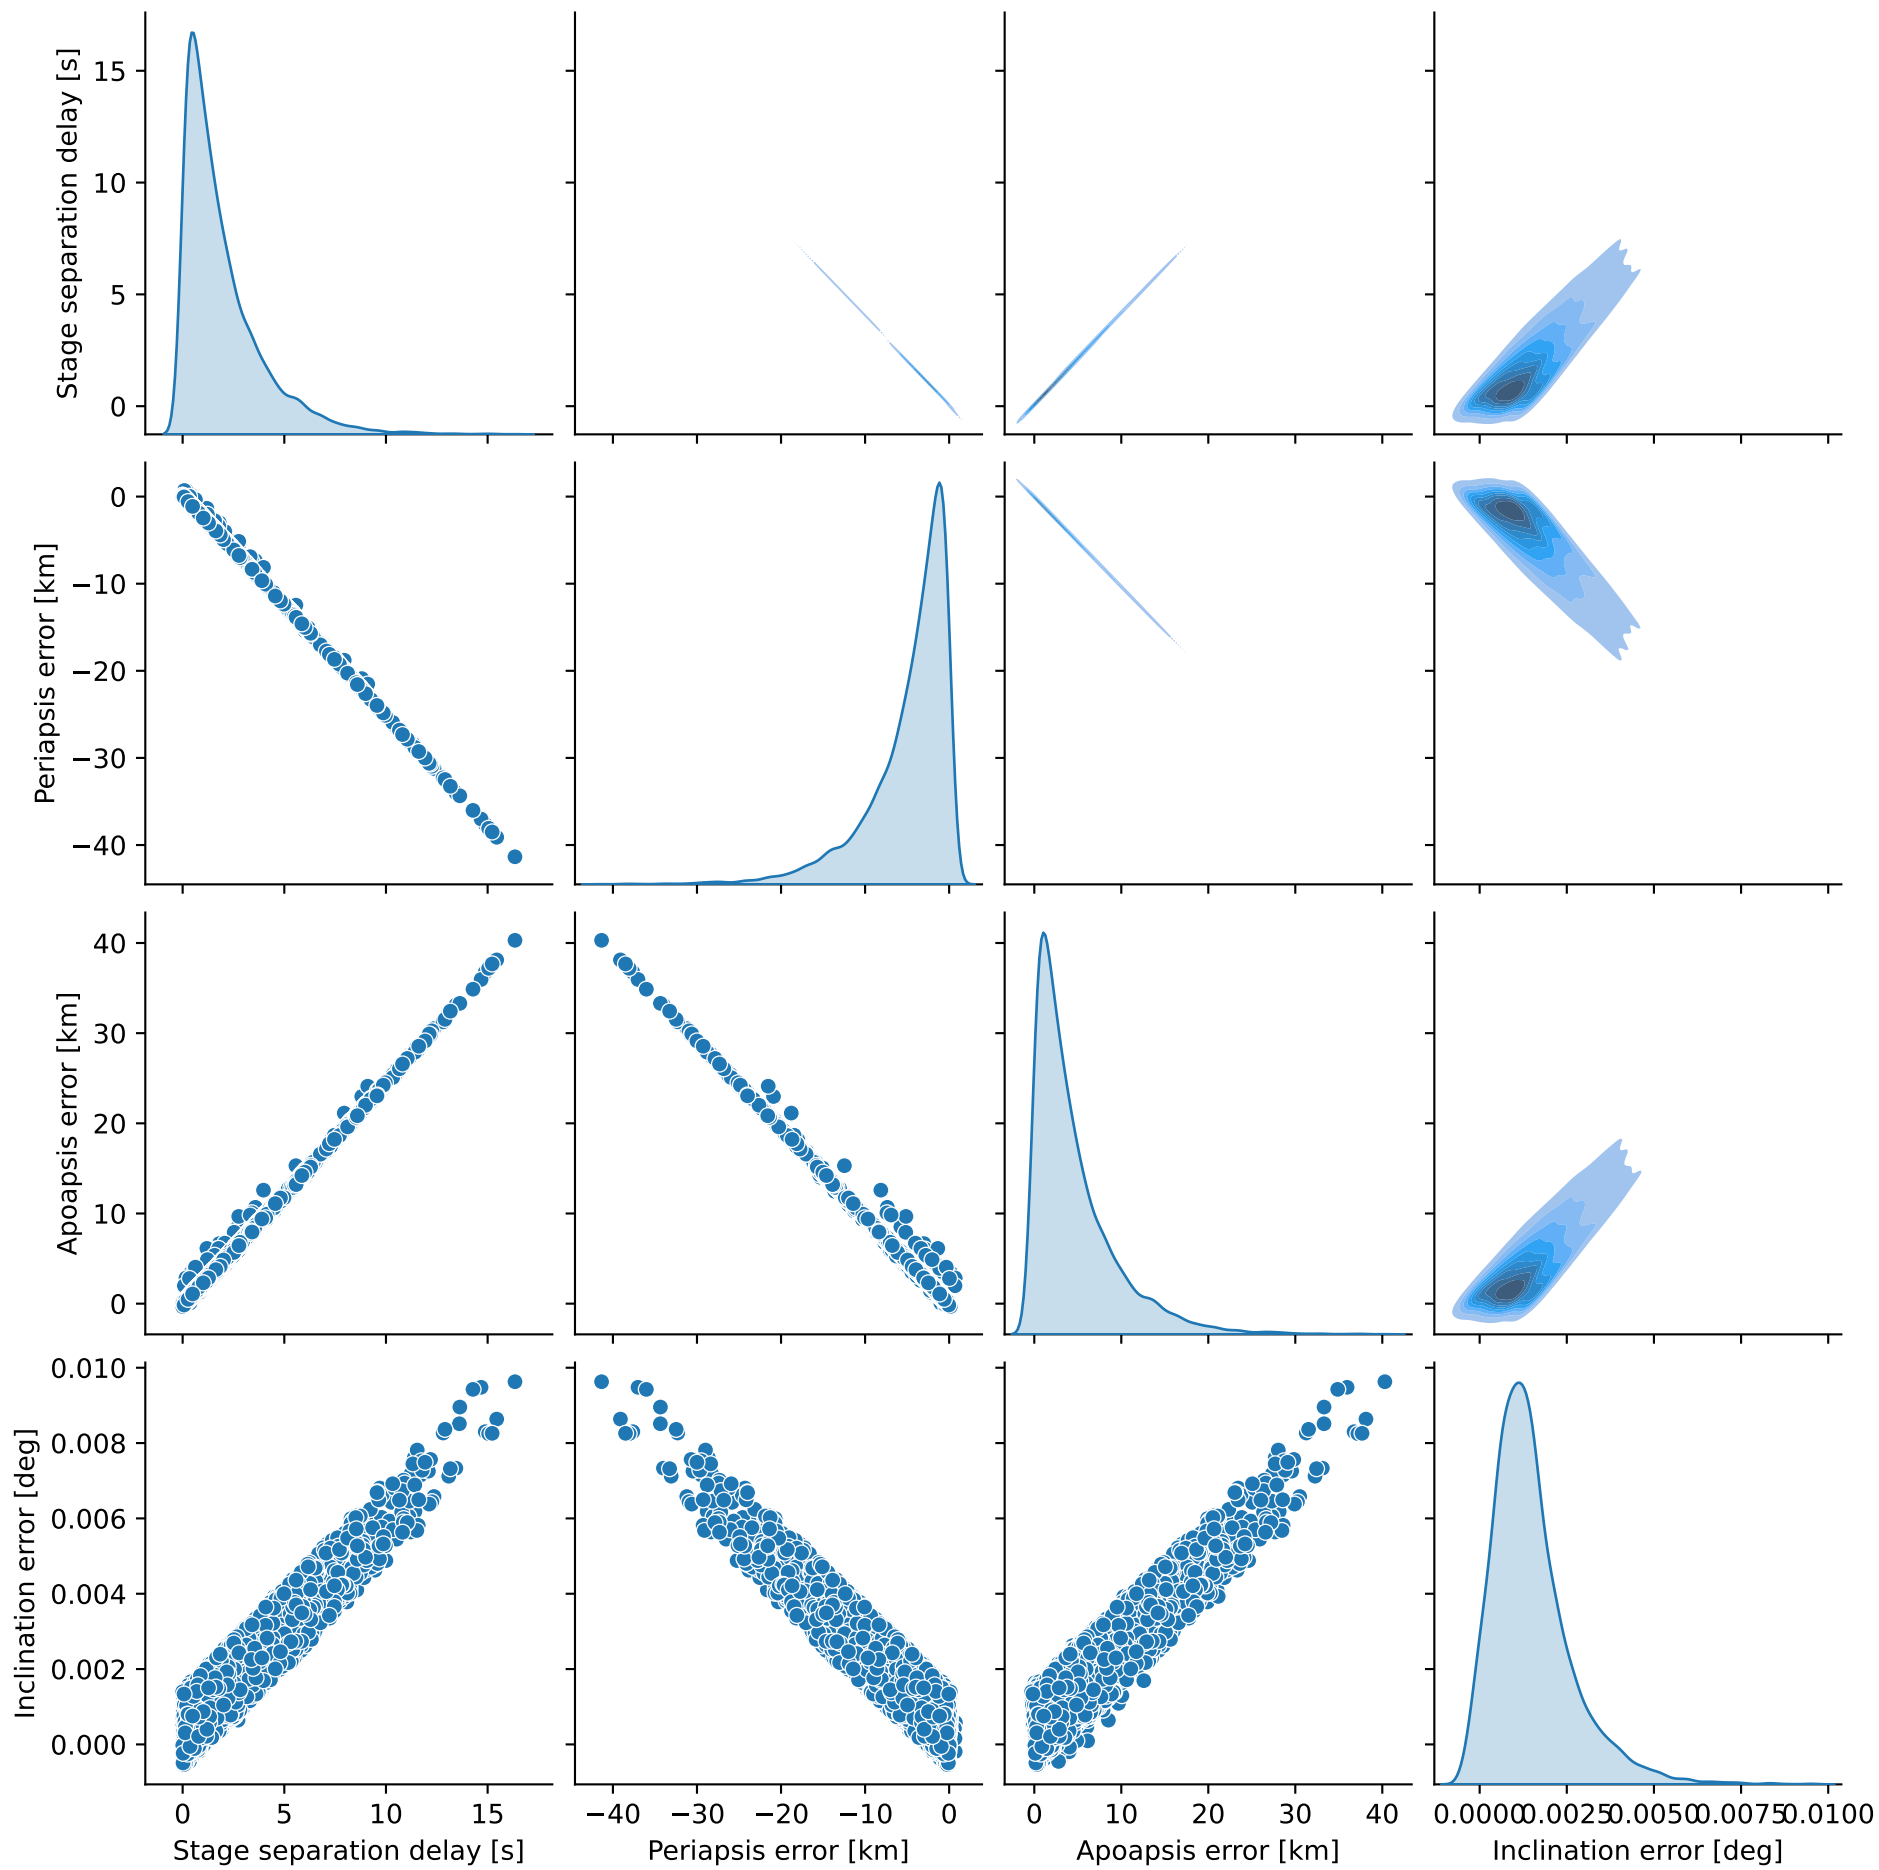 Stage separation delay [s]
15
10
5
0
Periapsis error [km]
0
−10
−20
−30
−40
Apoapsis error [km]
40
30
20
10
0
Inclination error [deg]
0.010
0.008
0.006
0.004
0.002
0.000
0 5 10 15
−40 −30 −20 −10 0
0 10 20 30 40
0.0000 0.0025 0.0050 0.0075 0.0100
Stage separation delay [s]
Periapsis error [km]
Apoapsis error [km]
Inclination error [deg]